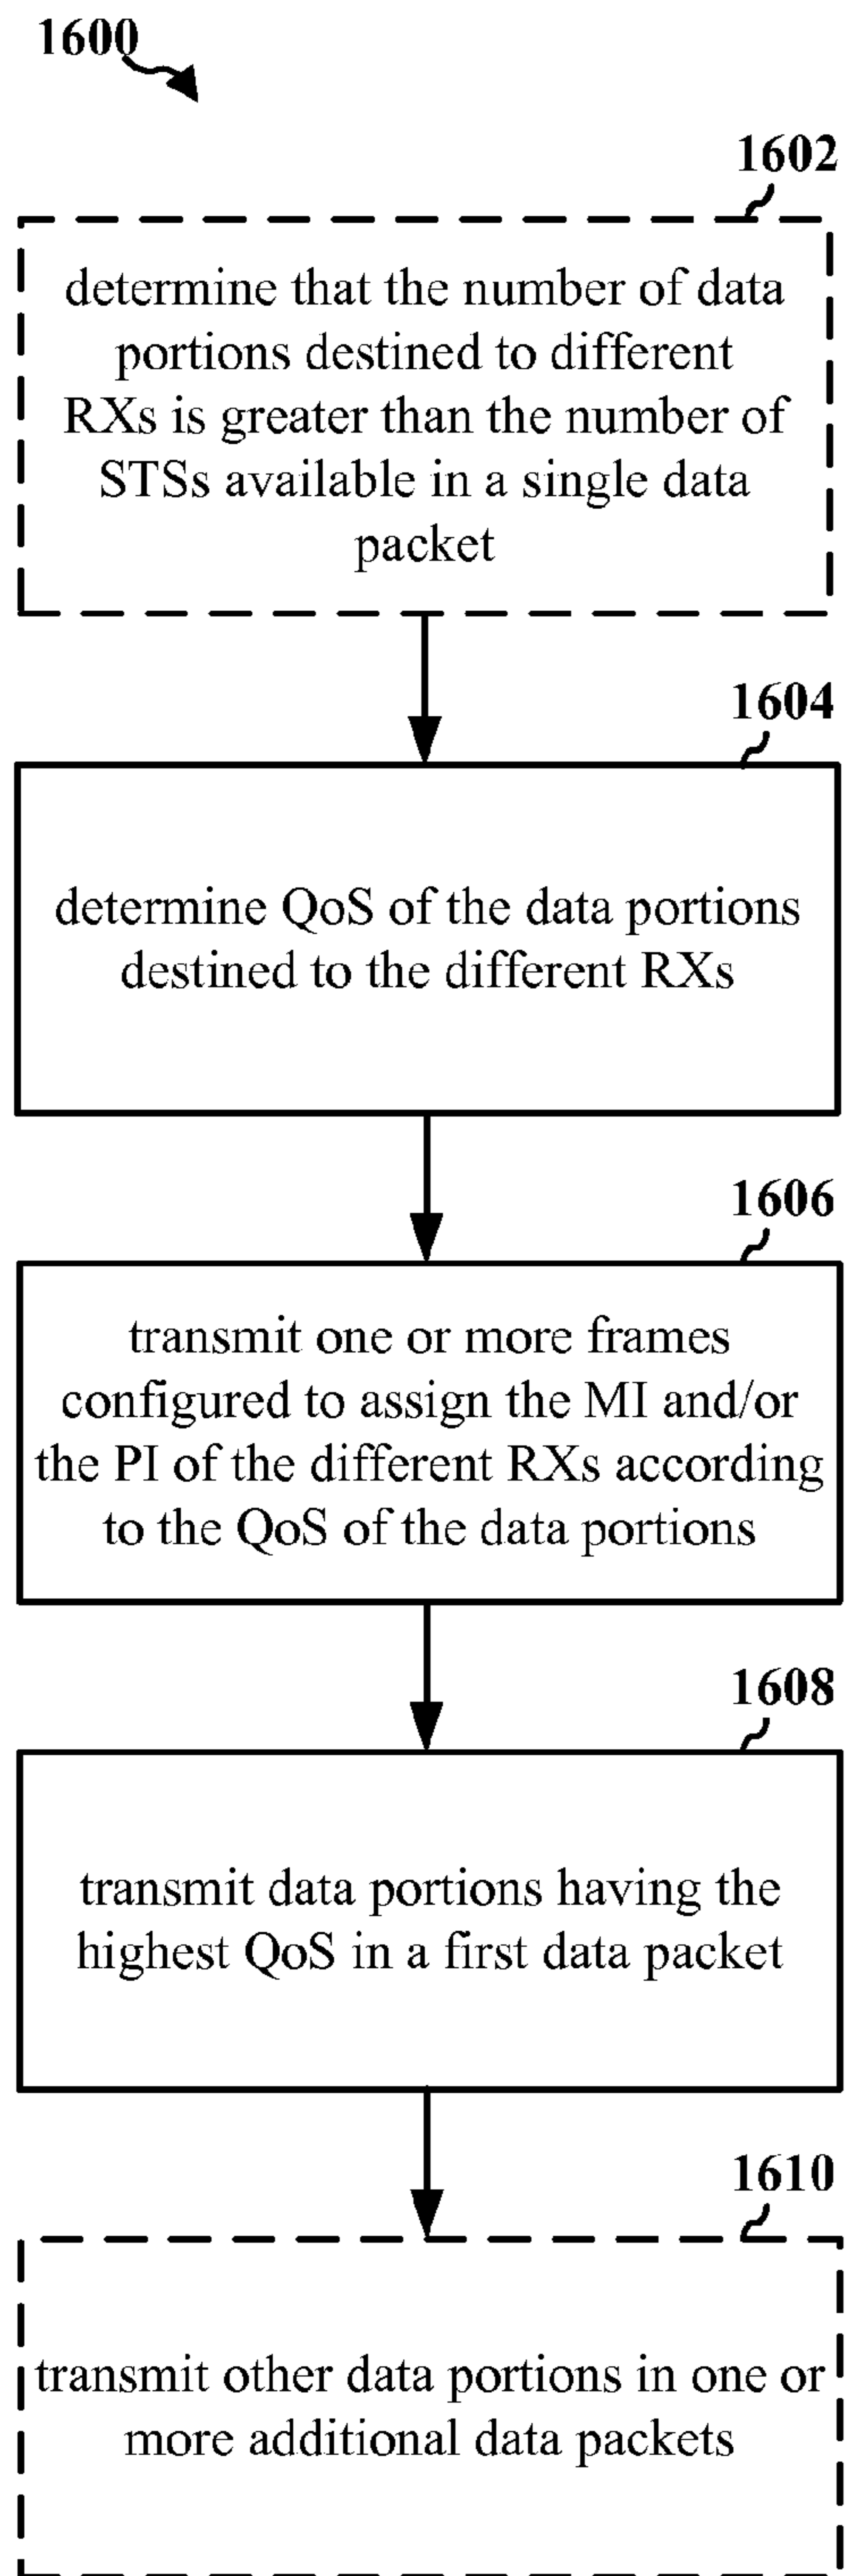 1600
1602
determine that the number of data
portions destined to different
RXs is greater than the number of
STSs available in a single data
packet
1604
determine QoS of the data portions
destined to the different RXs
1606
transmit one or more frames
configured to assign the MI and/or
the PI of the different RXs according
to the QoS of the data portions
1608
transmit data portions having the
highest QoS in a first data packet
1610
transmit other data portions in one or
more additional data packets